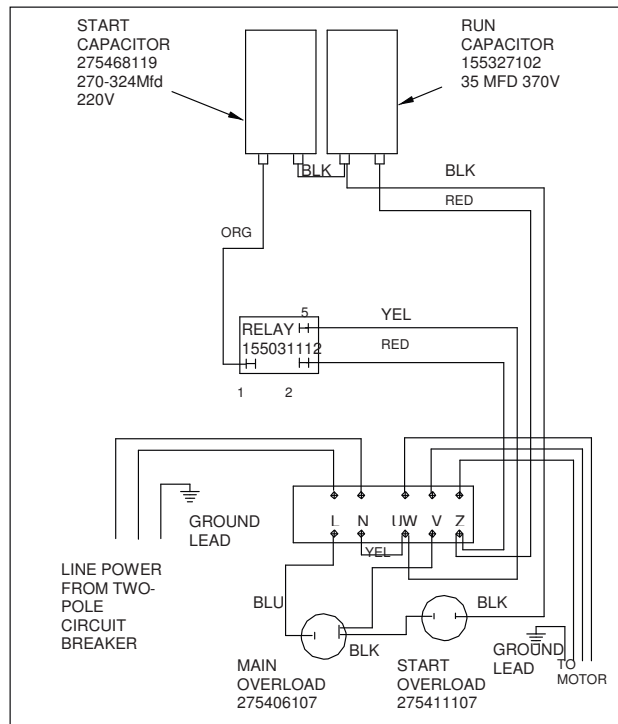 START
CAPACITOR
275468119
270-324Mfd
220V
RUN
CAPACITOR
155327102
35 MFD 370V
BLK
BLK
RED
ORG
5
YEL
RELAY
155031112
RED
1
2
L N UW V Z
GROUND
LEAD
YEL
LINE POWER
FROM TWO-
POLE
CIRCUIT
BREAKER
BLU
BLK
BLK
MAIN
OVERLOAD
275406107
START
OVERLOAD
275411107
GROUND
LEAD
TO
MOTOR